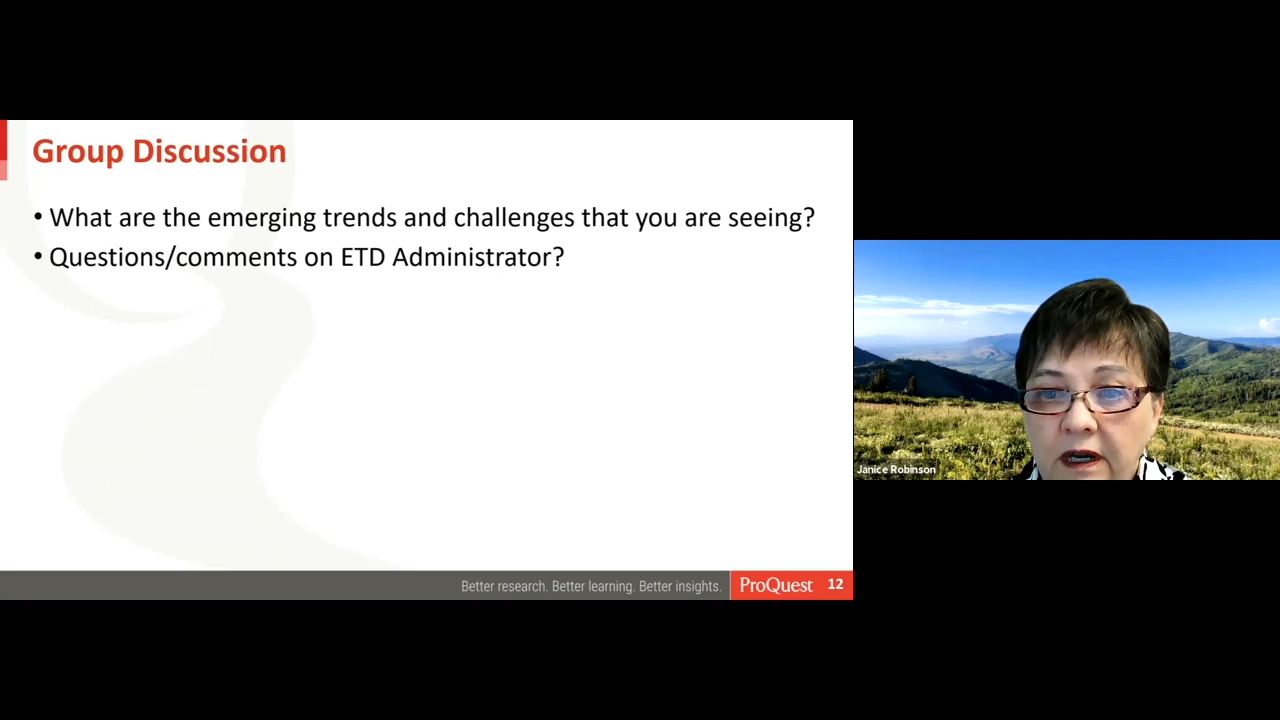 Group Discussion
• What are the emerging trends and challenges that you are seeing?
• Questions/comments on ETD Administrator?
Better research. Better learning. Better insights.
ProQuest 12
Janice Robinson